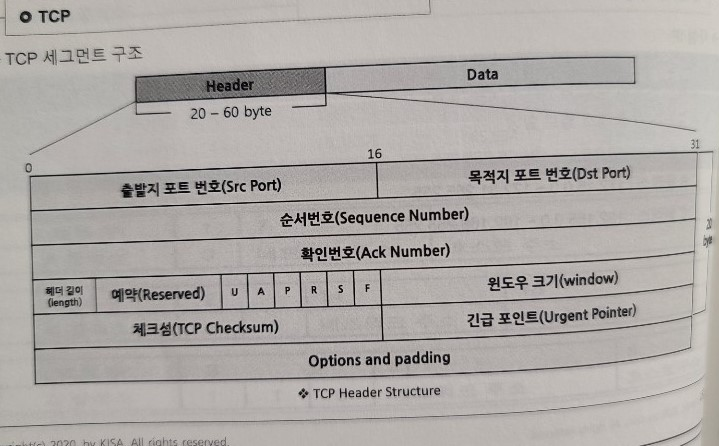 TCP
TCP 세그먼트 구조
Header Data
20 – 60 byte
0 16 31
출발지 포트 번호(Src Port) 목적지 포트 번호(Dst Port)
순서번호(Sequence Number)
확인번호(Ack Number)
20
byte
헤더 길이
(length)
예약(Reserved) U A P R S F 윈도우 크기(window)
체크섬(TCP Checksum) 긴급 포인트(Urgent Pointer)
Options and padding
❖ TCP Header Structure
right(c) 2020, by KISA. All rights reserved.